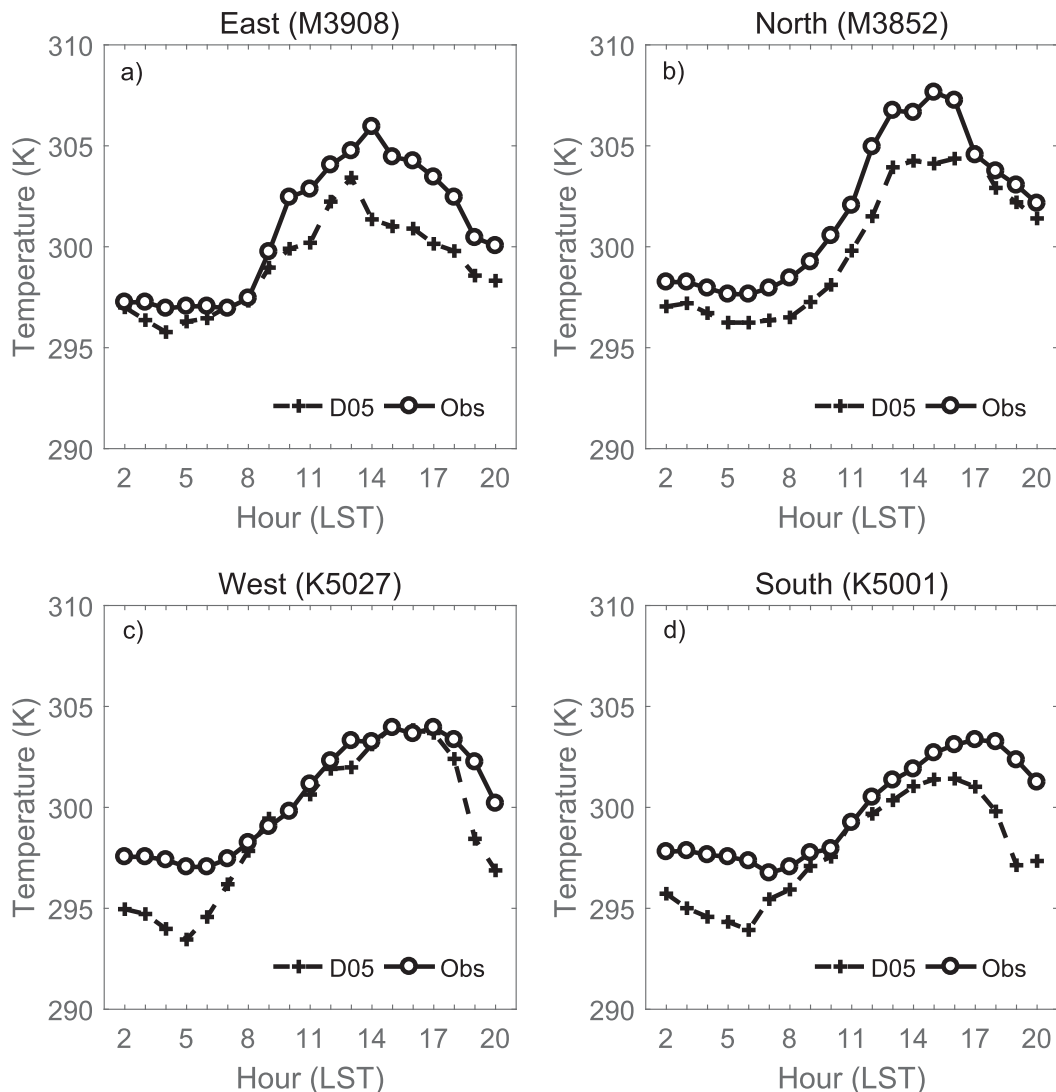 East (M3908)
a)
310
305
300
295
290
Temperature (K)
D05 Obs
2 5 8 11 14 17 20
Hour (LST)
North (M3852)
b)
310
305
300
295
290
Temperature (K)
D05 Obs
2 5 8 11 14 17 20
Hour (LST)
West (K5027)
c)
310
305
300
295
290
Temperature (K)
D05 Obs
2 5 8 11 14 17 20
Hour (LST)
South (K5001)
d)
310
305
300
295
290
Temperature (K)
D05 Obs
2 5 8 11 14 17 20
Hour (LST)